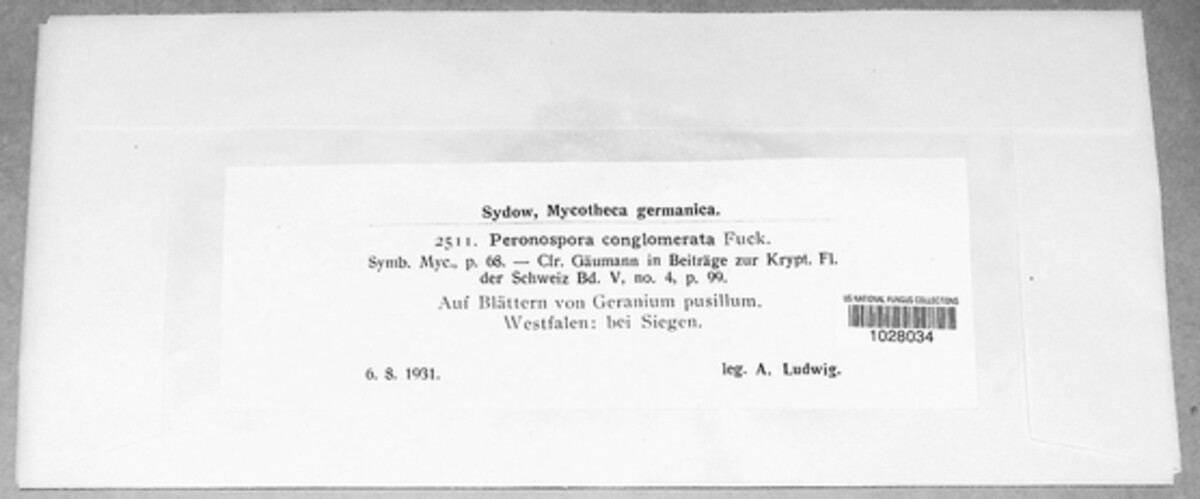 Sydow, Mycotheca germanica.
2511. Peronospora conglomerata Fuck.
Symb. Myc., p. 68. — Cfr. Gäumann in Beiträge zur Krypt. Fl.
der Schweiz Bd. V, no. 4, p. 99.
Auf Blättern von Geranium pusillum.
Westfalen: bei Siegen.
US NATIONAL FUNGUS COLLECTIONS
1028034
6. 8. 1931.
leg. A. Ludwig.